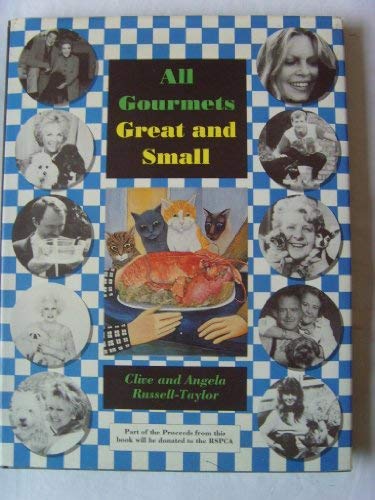 All
Gourmets
Great and
Small
Clive and Angela
Russell-Taylor
Part of the Proceeds from this
book will be donated to the RSPCA